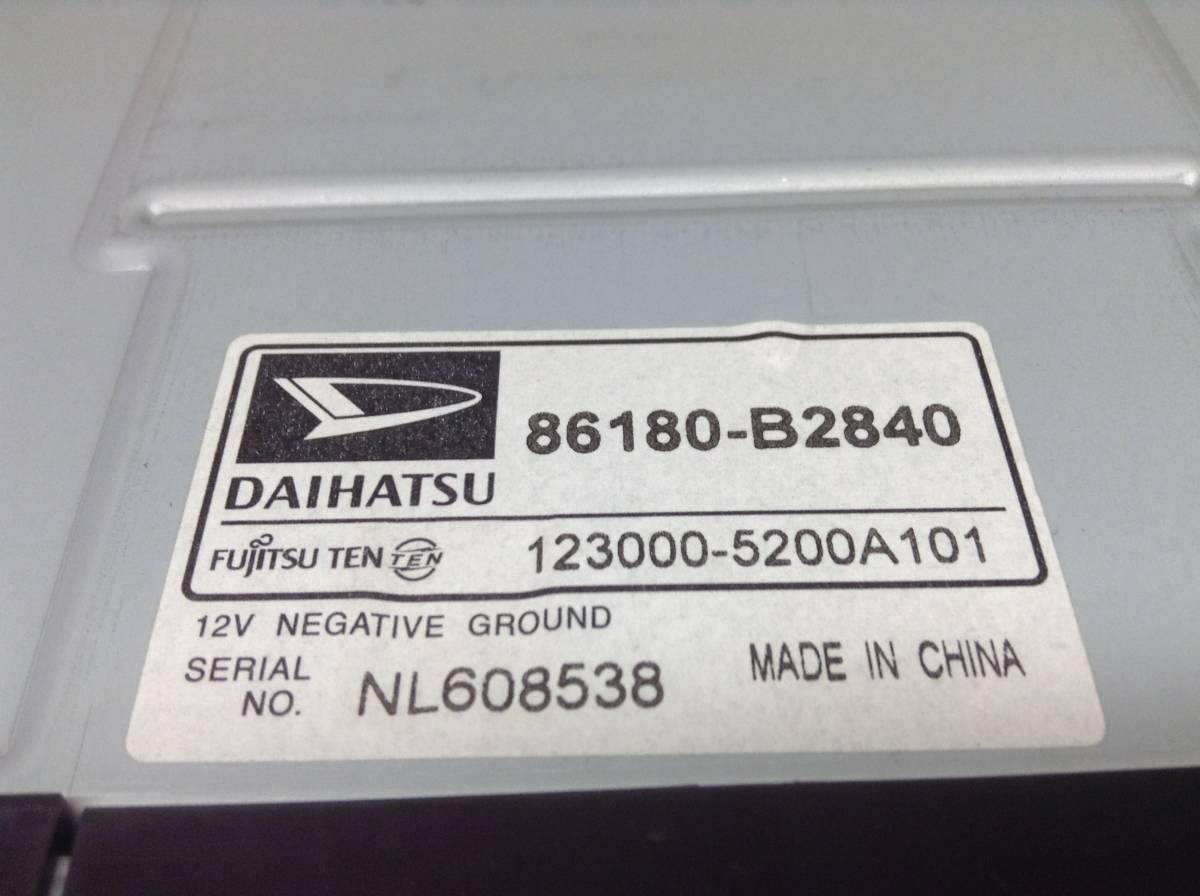 86180-B2840
DAIHATSU
FUJITSU TEN TEN 123000-5200A101
12V NEGATIVE GROUND
SERIAL NO. NL608538
MADE IN CHINA